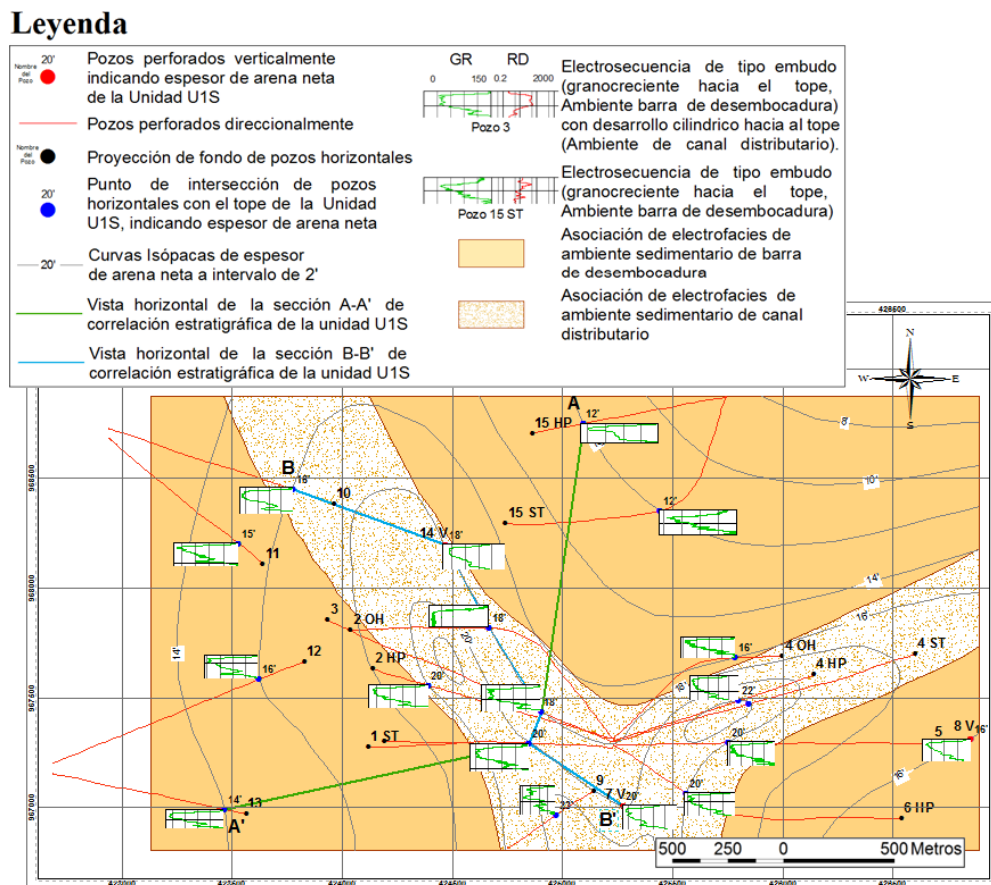 Leyenda
Nombre del Pozo
20'
Pozos perforados verticalmente
indicando espesor de arena neta
de la Unidad U1S
Pozos perforados direccionalmente
Nombre del Pozo
Proyección de fondo de pozos horizontales
Nombre del Pozo
20'
Punto de intersección de pozos
horizontales con el tope de la Unidad
U1S, indicando espesor de arena neta
20'
Curvas Isópacas de espesor
de arena neta a intervalo de 2'
Vista horizontal de la sección A-A' de
correlación estratigráfica de la unidad U1S
Vista horizontal de la sección B-B' de
correlación estratigráfica de la unidad U1S
GR RD
0 150 0.2 2000
Pozo 3
Electrosecuencia de tipo embudo
(granocreciente hacia el tope,
Ambiente barra de desembocadura)
con desarrollo cilindrico hacia al tope
(Ambiente de canal distributario).
Pozo 15 ST
Electrosecuencia de tipo embudo
(granocreciente hacia el tope,
Ambiente barra de desembocadura)
Asociación de electrofacies de
ambiente sedimentario de barra
de desembocadura
Asociación de electrofacies de
ambiente sedimentario de canal
distributario
N
W E
S
A
15 HP 12'
8'
B 16'
10
10'
15 ST 12'
14 V 18'
15'
11
14'
3
2 OH
18'
16'
20'
14'
12
16'
2 HP
20'
18'
16'
4 OH
4 HP
4 ST
18'
22'
1 ST
20'
20'
5
8 V 16'
16'
9
7 V 20'
20'
22'
14'
13
A'
B'
6 HP
500 250 0 500 Metros
968000